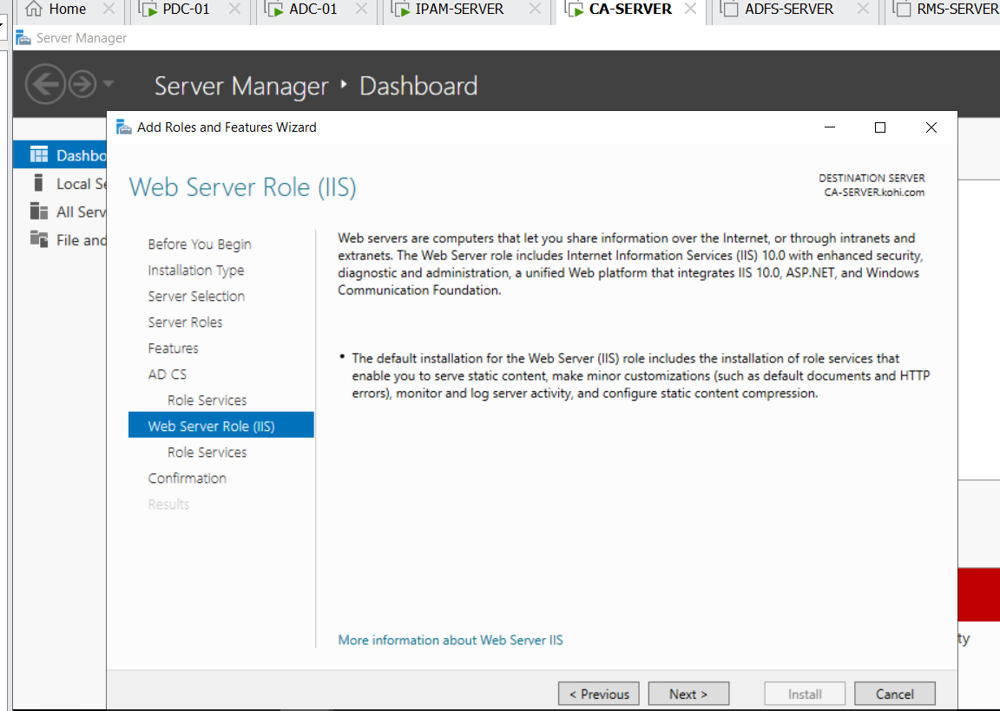 Home
PDC-01
ADC-01
IPAM-SERVER
CA-SERVER
ADFS-SERVER
RMS-SERVER
Server Manager
Server Manager ‣ Dashboard
Add Roles and Features Wizard
Dashbo
Local Se
All Serv
File and
Web Server Role (IIS)
DESTINATION SERVER
CA-SERVER.kohi.com
Before You Begin
Installation Type
Server Selection
Server Roles
Features
AD CS
Role Services
Web Server Role (IIS)
Role Services
Confirmation
Results
Web servers are computers that let you share information over the Internet, or through intranets and
extranets. The Web Server role includes Internet Information Services (IIS) 10.0 with enhanced security,
diagnostic and administration, a unified Web platform that integrates IIS 10.0, ASP.NET, and Windows
Communication Foundation.
• The default installation for the Web Server (IIS) role includes the installation of role services that
enable you to serve static content, make minor customizations (such as default documents and HTTP
errors), monitor and log server activity, and configure static content compression.
More information about Web Server IIS
ty
< Previous
Next >
Install
Cancel